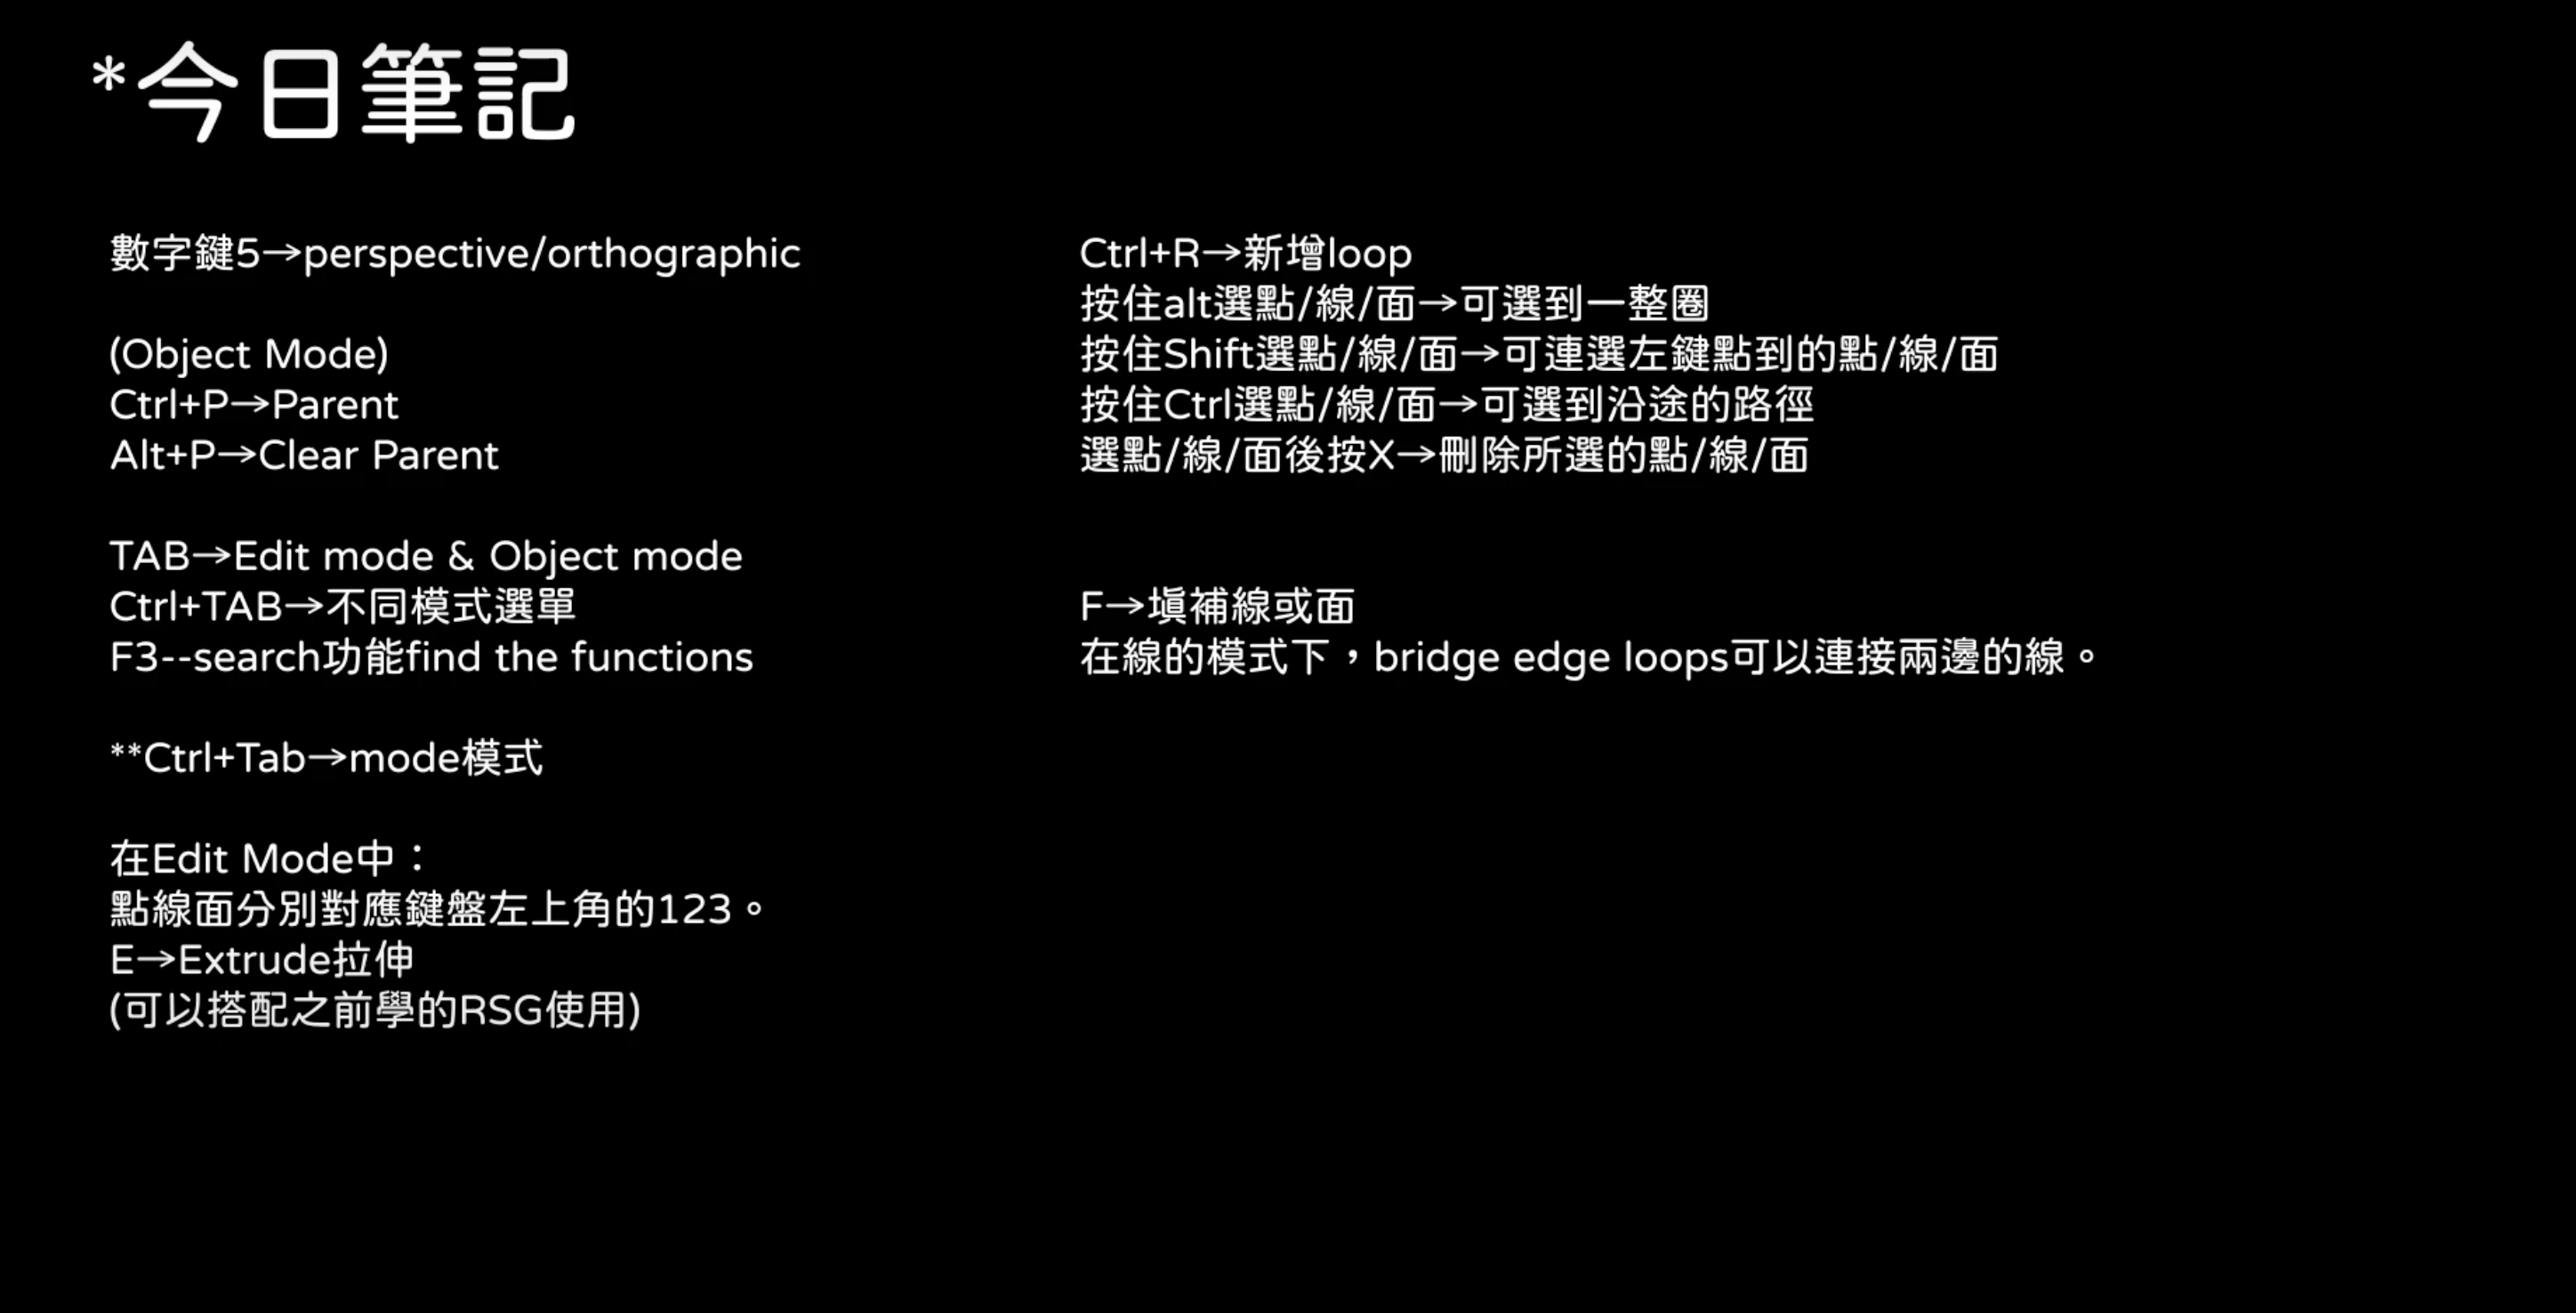 *今日筆記
數字鍵5→perspective/orthographic
(Object Mode)
Ctrl+P→Parent
Alt+P→Clear Parent
TAB→Edit mode & Object mode
Ctrl+TAB→不同模式選單
F3--search功能find the functions
**Ctrl+Tab→mode模式
在Edit Mode中：
點線面分別對應鍵盤左上角的123。
E→Extrude拉伸
(可以搭配之前學的RSG使用)
Ctrl+R→新增loop
按住alt選點/線/面→可選到一整圈
按住Shift選點/線/面→可連選左鍵點到的點/線/面
按住Ctrl選點/線/面→可選到沿途的路徑
選點/線/面後按X→刪除所選的點/線/面
F→填補線或面
在線的模式下，bridge edge loops可以連接兩邊的線。